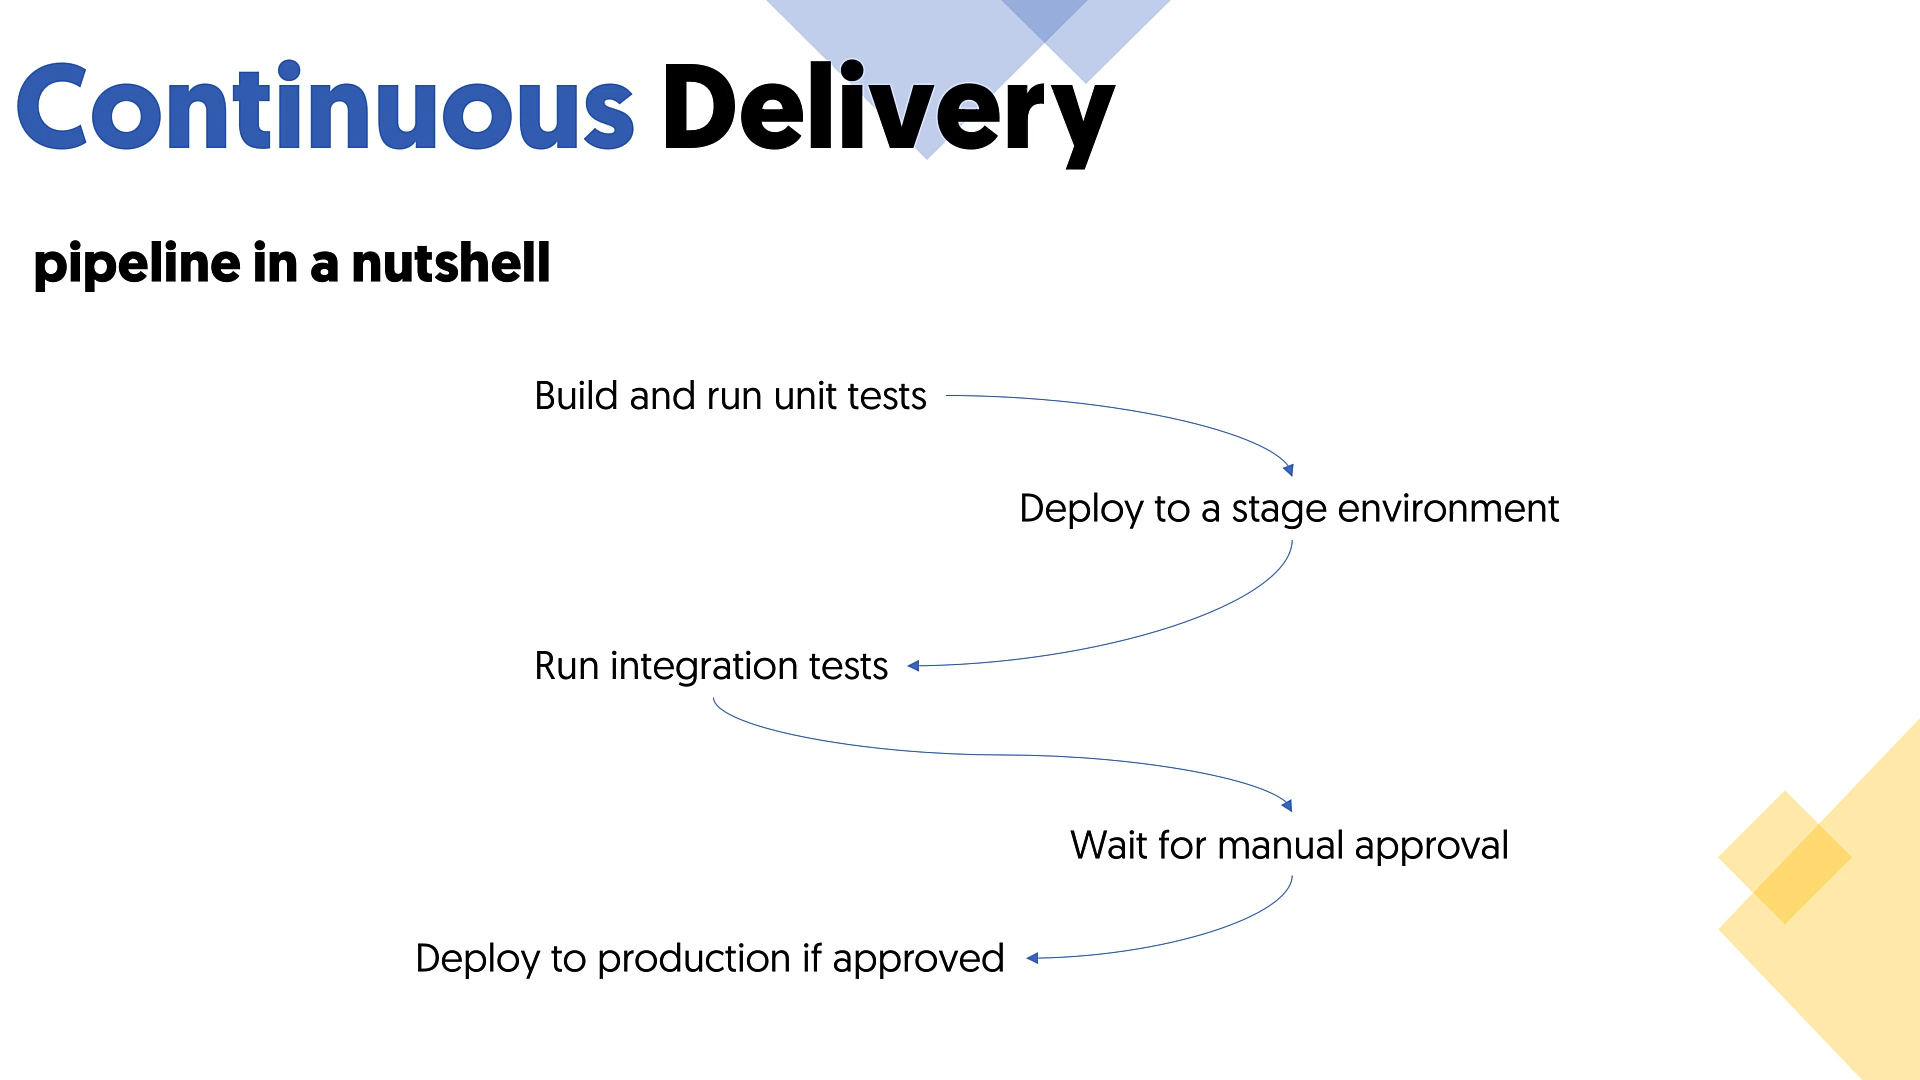 Continuous Delivery
pipeline in a nutshell
Build and run unit tests
Deploy to a stage environment
Run integration tests
Wait for manual approval
Deploy to production if approved